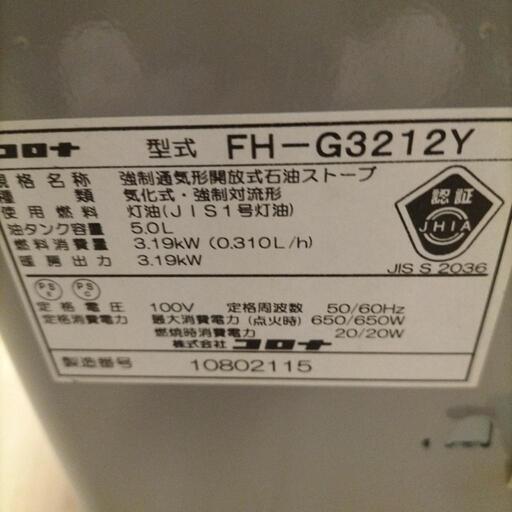 コロナ 型式 FH-G3212Y
規格名称 強制通気形開放式石油ストーブ
種類 気化式・強制対流形
使用燃料 灯油(JIS1号灯油)
油タンク容量 5.0L
燃料消費量 3.19kW (0.310L/h)
暖房出力 3.19kW
認証
JHIA
JIS S 2036
PS E PS C
定格電圧 100V 定格周波数 50/60Hz
定格消費電力 最大消費電力 (点火時) 650/650W
燃焼時消費電力 20/20W
株式会社 コロナ
製造番号 10802115